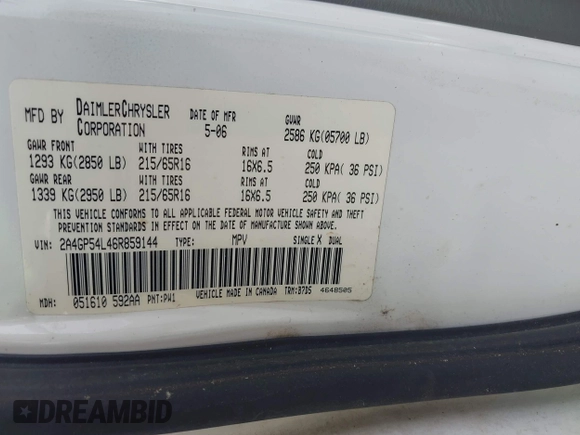 MFD BY DAIMLERCHRYSLER CORPORATION
DATE OF MFR 5-06
GVWR 2586 KG(05700 LB)
GAWR FRONT WITH TIRES RIMS AT COLD
1293 KG(2850 LB) 215/65R16 16X6.5 250 KPA( 36 PSI)
GAWR REAR WITH TIRES RIMS AT COLD
1339 KG(2950 LB) 215/65R16 16X6.5 250 KPA( 36 PSI)
THIS VEHICLE CONFORMS TO ALL APPLICABLE FEDERAL MOTOR VEHICLE SAFETY AND THEFT
PREVENTION STANDARDS IN EFFECT ON THE DATE OF MANUFACTURE SHOWN ABOVE
VIN: 2A4GP54L46R859144 TYPE: MPV SINGLE X DUAL
MDH: 051610 592AA PNT:PW1 VEHICLE MADE IN CANADA TRM:B7D5 4648505
DREAMBID